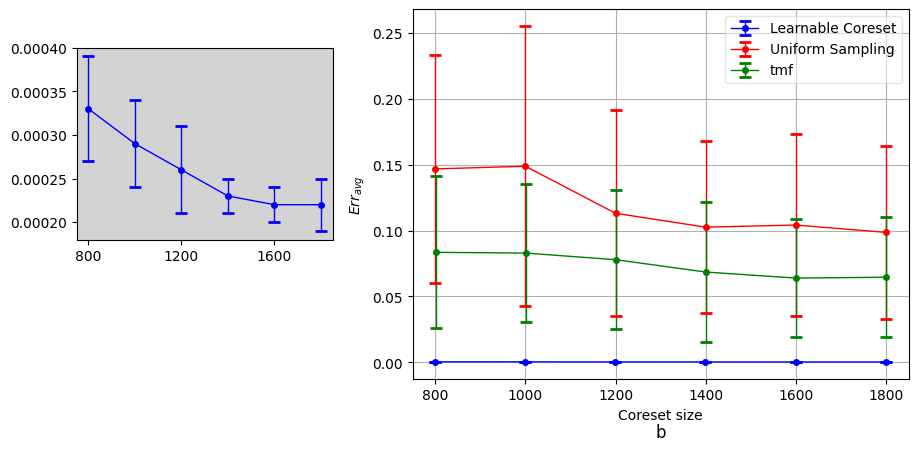 0.00040
0.00035
0.00030
0.00025
0.00020
800 1200 1600
Err_avg
0.25
0.20
0.15
0.10
0.05
0.00
Learnable Coreset
Uniform Sampling
tmf
800 1000 1200 1400 1600 1800
Coreset size
b